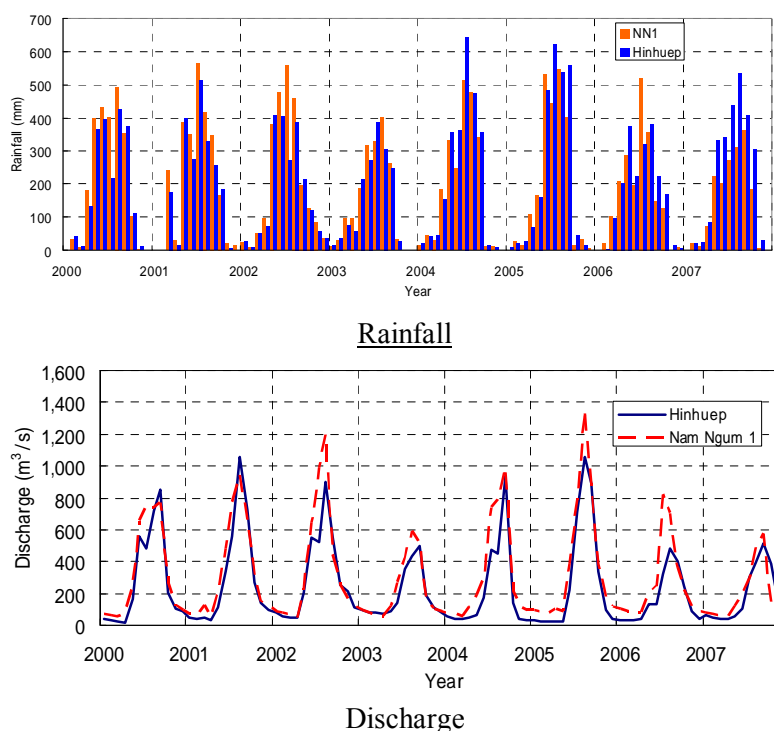 700
600
500
400
300
200
100
0
Rainfall (mm)
NN1
Hinhuep
2000 2001 2002 2003 2004 2005 2006 2007
Year
Rainfall
1,600
1,400
1,200
1,000
800
600
400
200
0
Discharge (m³/s)
Hinhuep
Nam Ngum 1
2000 2001 2002 2003 2004 2005 2006 2007
Year
Discharge